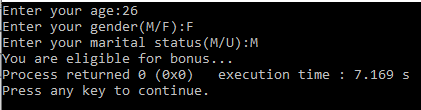 Enter your age:26
Enter your gender(M/F):F
Enter your marital status(M/U):M
You are eligible for bonus...
Process returned 0 (0x0)   execution time : 7.169 s
Press any key to continue.